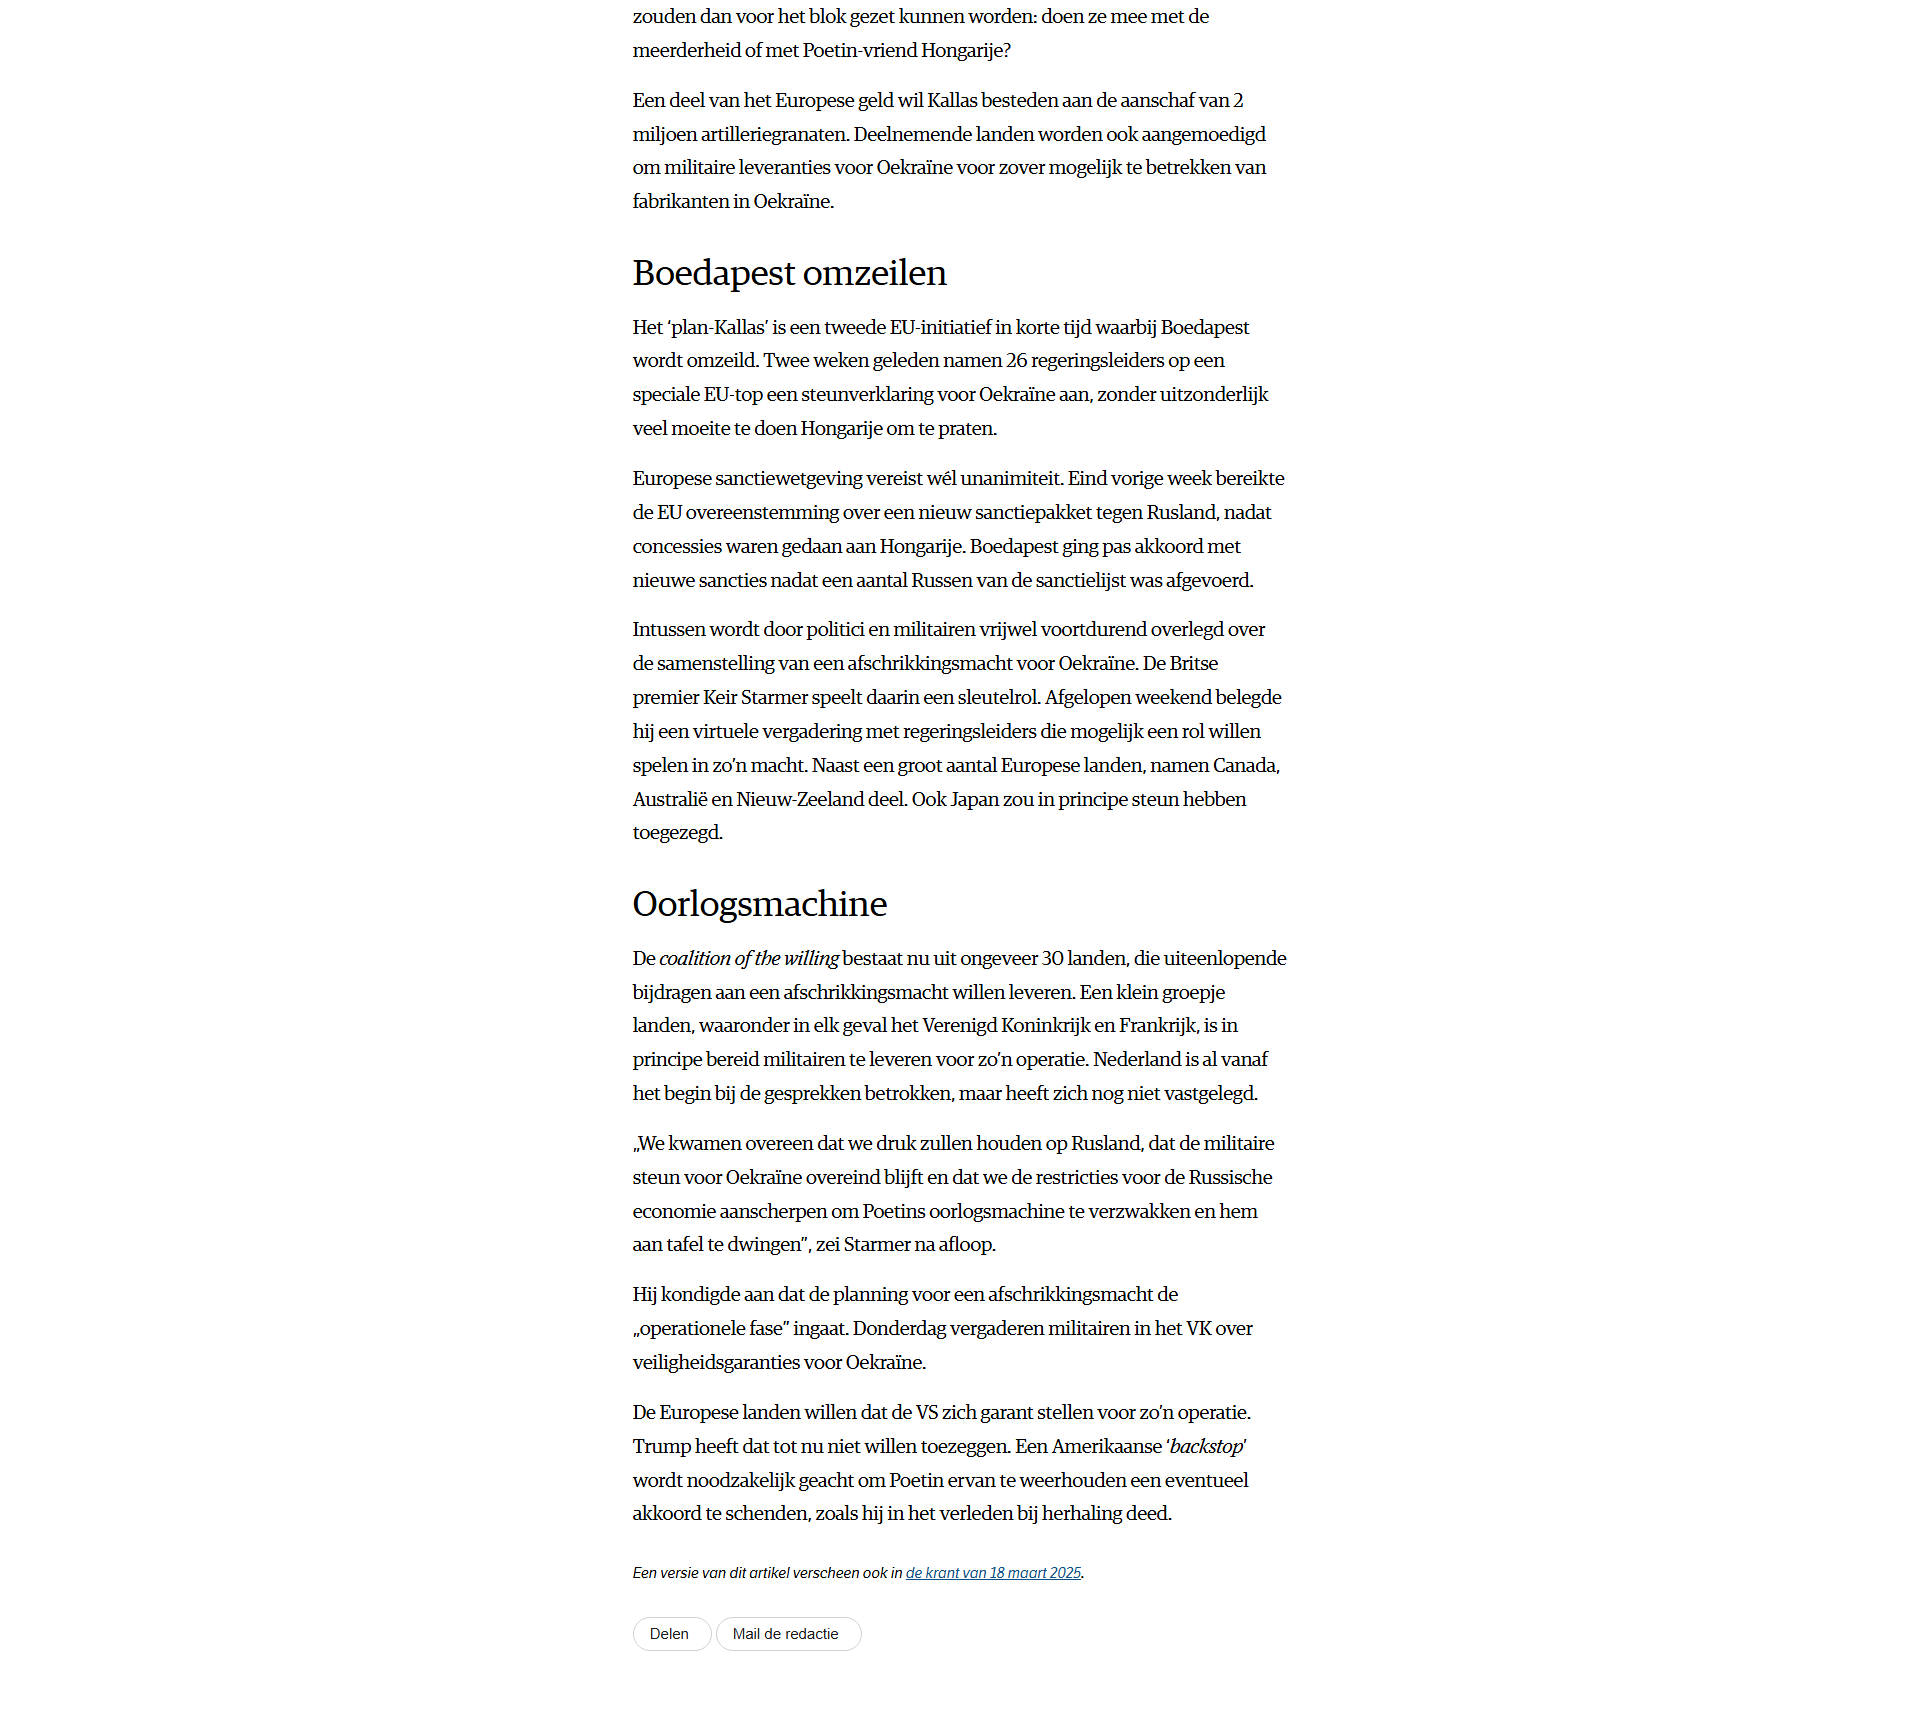 zouden dan voor het blok gezet kunnen worden: doen ze mee met de
meerderheid of met Poetin-vriend Hongarije?
Een deel van het Europese geld wil Kallas besteden aan de aanschaf van 2
miljoen artilleriegranaten. Deelnemende landen worden ook aangemoedigd
om militaire leveranties voor Oekraïne voor zover mogelijk te betrekken van
fabrikanten in Oekraïne.
Boedapest omzeilen
Het ‘plan-Kallas’ is een tweede EU-initiatief in korte tijd waarbij Boedapest
wordt omzeild. Twee weken geleden namen 26 regeringsleiders op een
speciale EU-top een steunverklaring voor Oekraïne aan, zonder uitzonderlijk
veel moeite te doen Hongarije om te praten.
Europese sanctiewetgeving vereist wél unanimiteit. Eind vorige week bereikte
de EU overeenstemming over een nieuw sanctiepakket tegen Rusland, nadat
concessies waren gedaan aan Hongarije. Boedapest ging pas akkoord met
nieuwe sancties nadat een aantal Russen van de sanctielijst was afgevoerd.
Intussen wordt door politici en militairen vrijwel voortdurend overlegd over
de samenstelling van een afschrikkingsmacht voor Oekraïne. De Britse
premier Keir Starmer speelt daarin een sleutelrol. Afgelopen weekend belegde
hij een virtuele vergadering met regeringsleiders die mogelijk een rol willen
spelen in zo’n macht. Naast een groot aantal Europese landen, namen Canada,
Australië en Nieuw-Zeeland deel. Ook Japan zou in principe steun hebben
toegezegd.
Oorlogsmachine
De coalition of the willing bestaat nu uit ongeveer 30 landen, die uiteenlopende
bijdragen aan een afschrikkingsmacht willen leveren. Een klein groepje
landen, waaronder in elk geval het Verenigd Koninkrijk en Frankrijk, is in
principe bereid militairen te leveren voor zo’n operatie. Nederland is al vanaf
het begin bij de gesprekken betrokken, maar heeft zich nog niet vastgelegd.
„We kwamen overeen dat we druk zullen houden op Rusland, dat de militaire
steun voor Oekraïne overeind blijft en dat we de restricties voor de Russische
economie aanscherpen om Poetins oorlogsmachine te verzwakken en hem
aan tafel te dwingen”, zei Starmer na afloop.
Hij kondigde aan dat de planning voor een afschrikkingsmacht de
„operationele fase” ingaat. Donderdag vergaderen militairen in het VK over
veiligheidsgaranties voor Oekraïne.
De Europese landen willen dat de VS zich garant stellen voor zo’n operatie.
Trump heeft dat tot nu niet willen toezeggen. Een Amerikaanse ‘backstop’
wordt noodzakelijk geacht om Poetin ervan te weerhouden een eventueel
akkoord te schenden, zoals hij in het verleden bij herhaling deed.
Een versie van dit artikel verscheen ook in de krant van 18 maart 2025.
Delen Mail de redactie